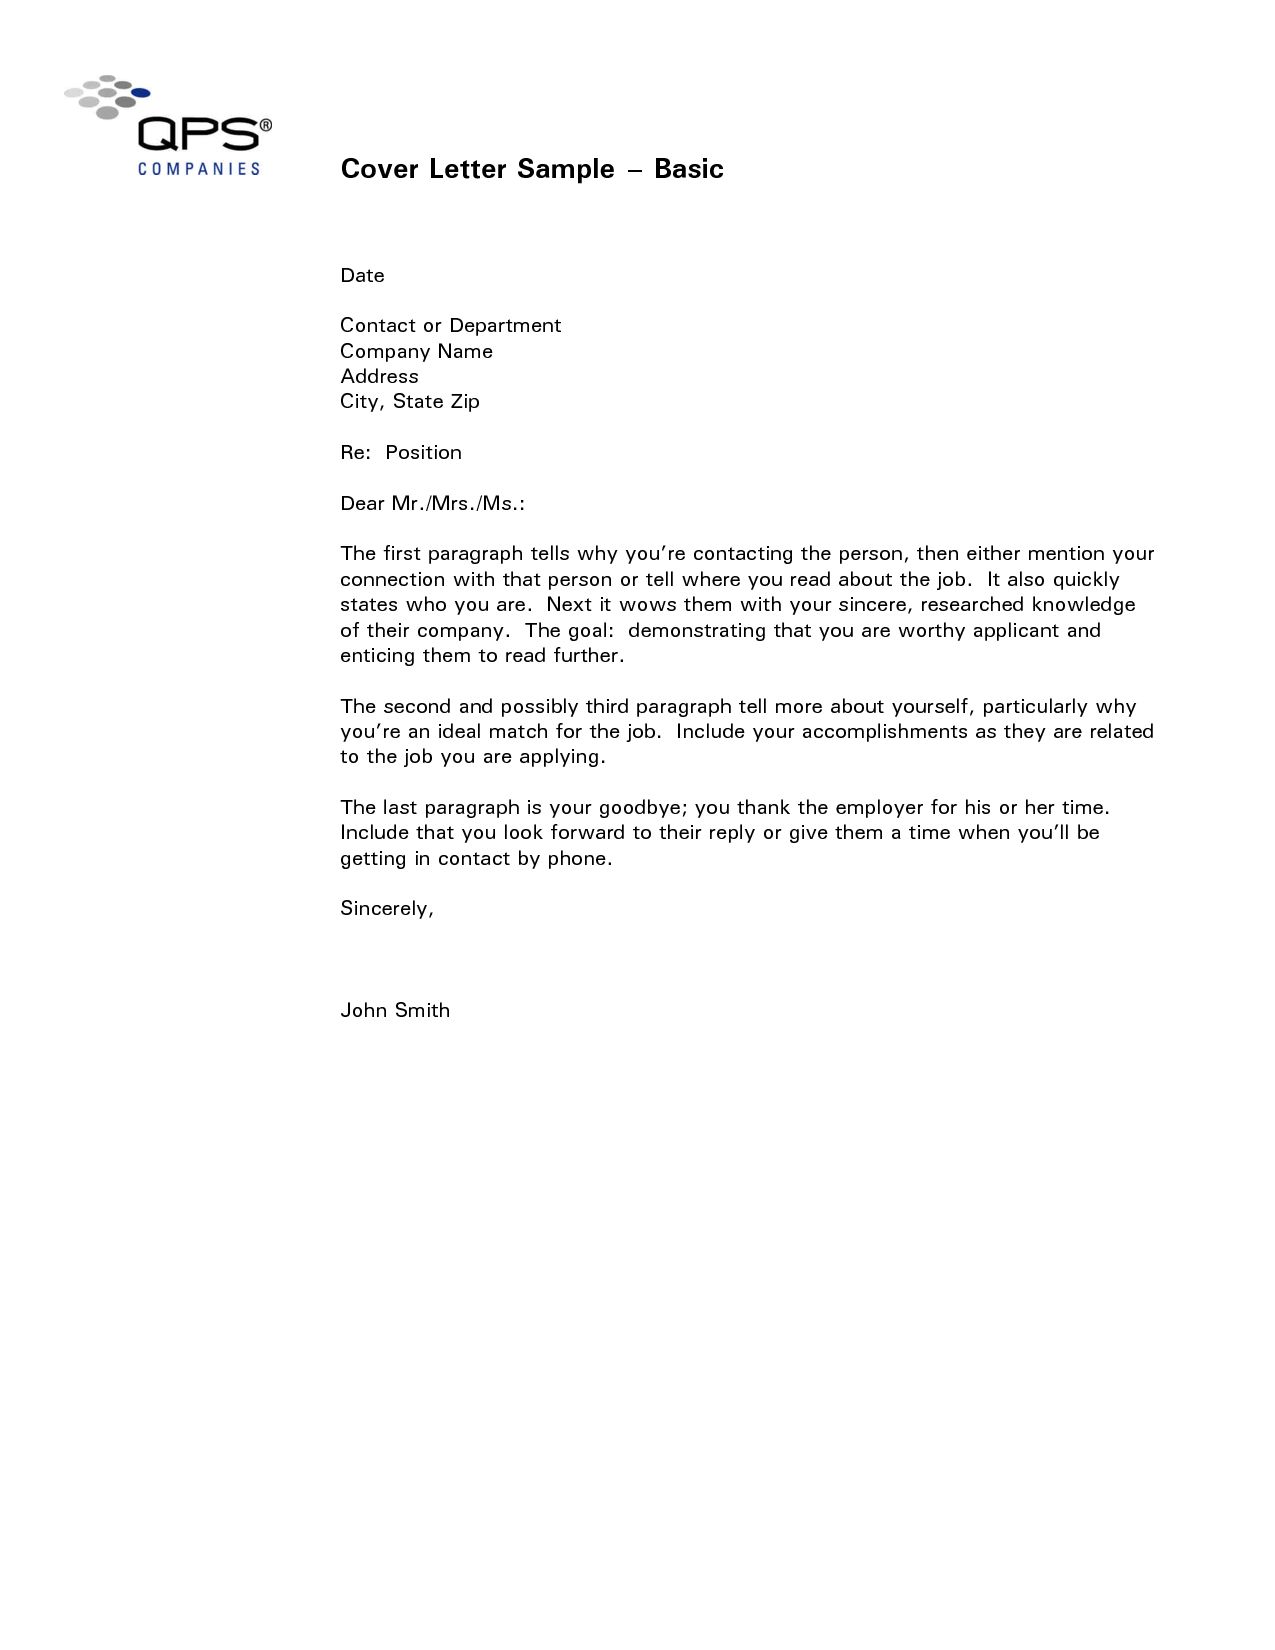 QPS®
COMPANIES
Cover Letter Sample – Basic
Date
Contact or Department
Company Name
Address
City, State Zip
Re:  Position
Dear Mr./Mrs./Ms.:
The first paragraph tells why you’re contacting the person, then either mention your
connection with that person or tell where you read about the job.  It also quickly
states who you are.  Next it wows them with your sincere, researched knowledge
of their company.  The goal:  demonstrating that you are worthy applicant and
enticing them to read further.
The second and possibly third paragraph tell more about yourself, particularly why
you’re an ideal match for the job.  Include your accomplishments as they are related
to the job you are applying.
The last paragraph is your goodbye; you thank the employer for his or her time.
Include that you look forward to their reply or give them a time when you’ll be
getting in contact by phone.
Sincerely,
John Smith